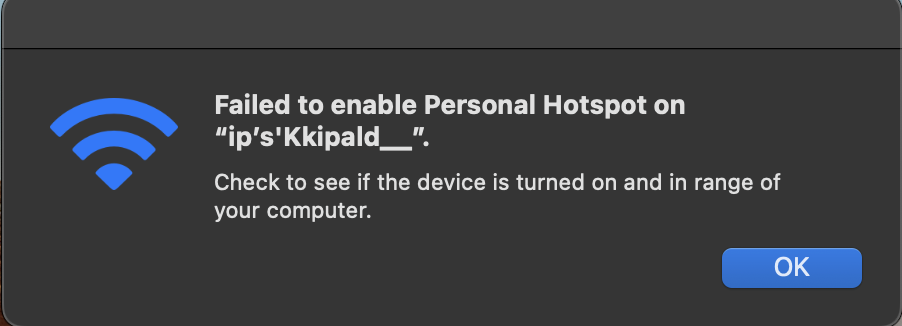 Failed to enable Personal Hotspot on
“ip’s'Kkipald__”.
Check to see if the device is turned on and in range of
your computer.
OK